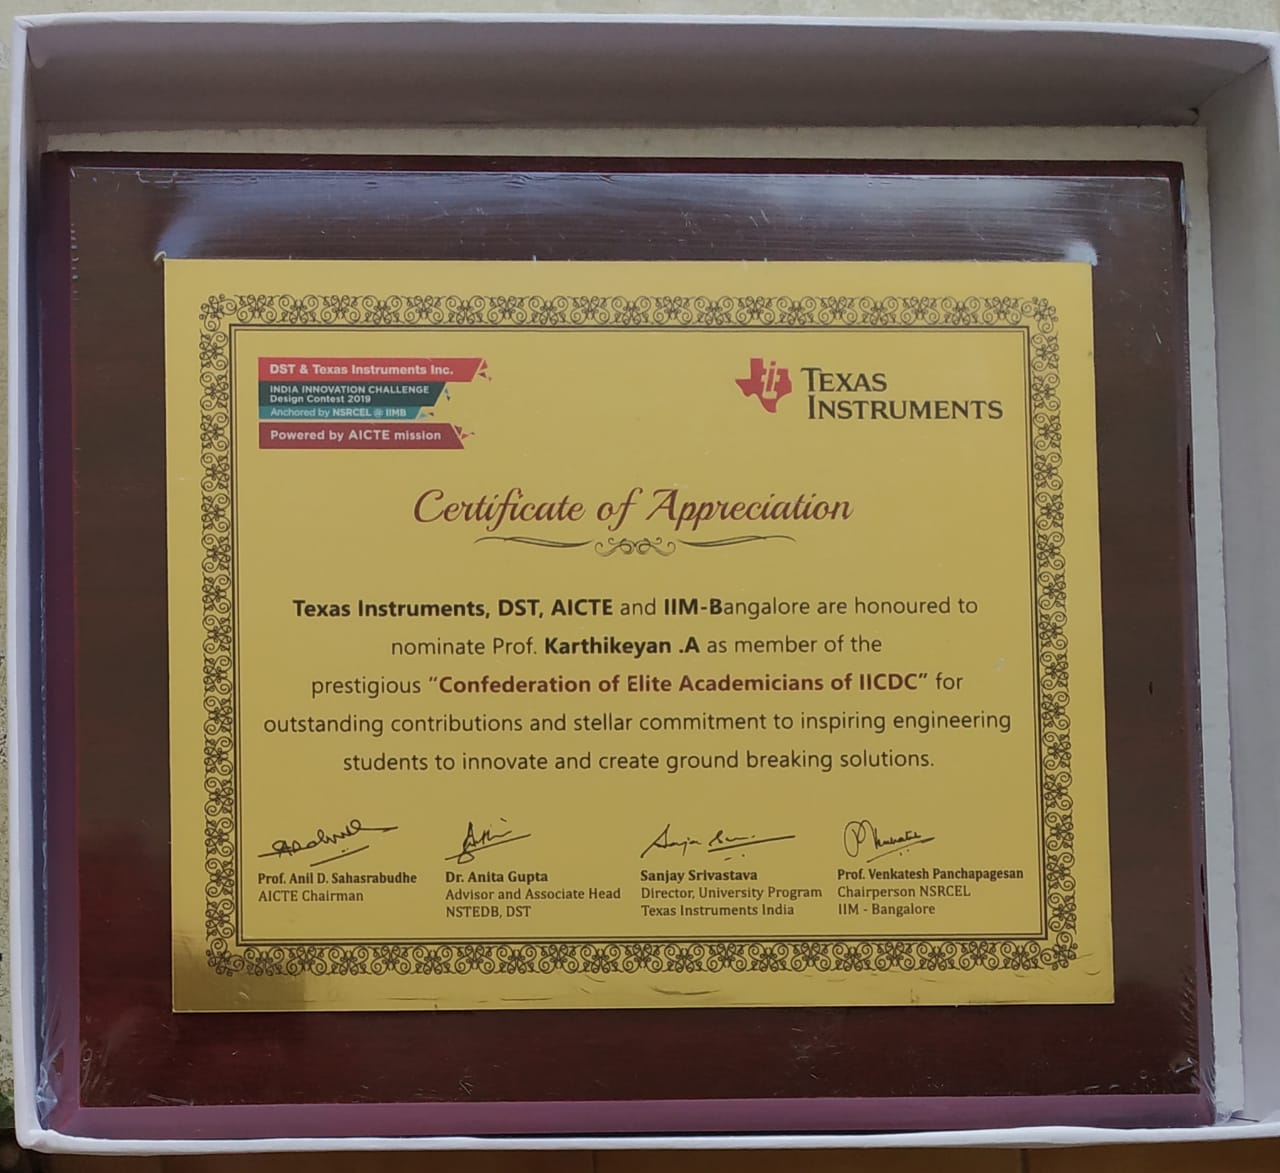 DST & Texas Instruments Inc.
INDIA INNOVATION CHALLENGE
Design Contest 2019
Anchored by NSRCEL @ IIMB
Powered by AICTE mission
TEXAS
INSTRUMENTS
Certificate of Appreciation
Texas Instruments, DST, AICTE and IIM-Bangalore are honoured to
nominate Prof. Karthikeyan .A as member of the
prestigious “Confederation of Elite Academicians of IICDC” for
outstanding contributions and stellar commitment to inspiring engineering
students to innovate and create ground breaking solutions.
Prof. Anil D. Sahasrabudhe
AICTE Chairman
Dr. Anita Gupta
Advisor and Associate Head
NSTEDB, DST
Sanjay Srivastava
Director, University Program
Texas Instruments India
Prof. Venkatesh Panchapagesan
Chairperson NSRCEL
IIM - Bangalore